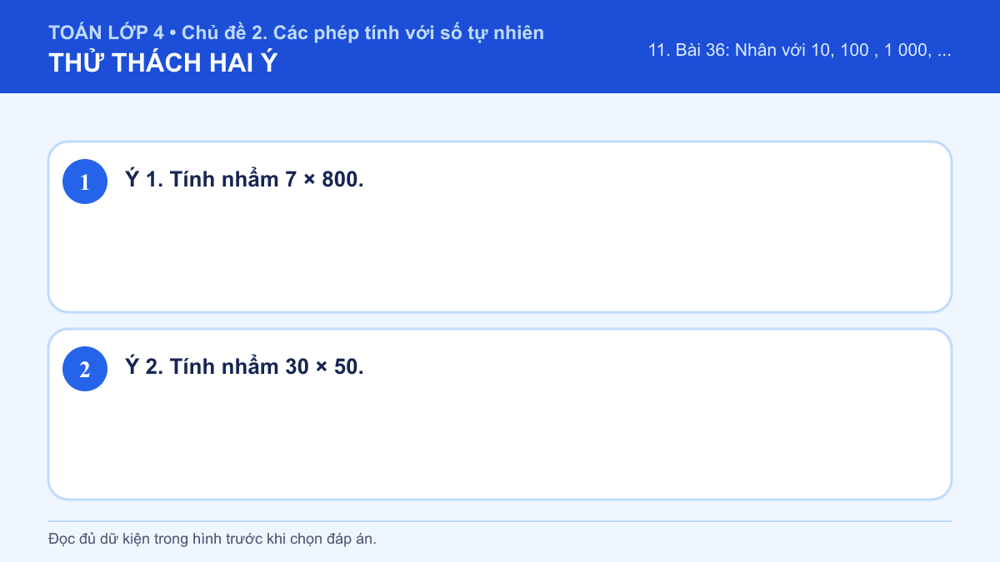 TOÁN LỚP 4 • Chủ đề 2. Các phép tính với số tự nhiên
THỬ THÁCH HAI Ý
11. Bài 36: Nhân với 10, 100 , 1 000, ...
1
Ý 1. Tính nhẩm 7 × 800.
2
Ý 2. Tính nhẩm 30 × 50.
Đọc đủ dữ kiện trong hình trước khi chọn đáp án.